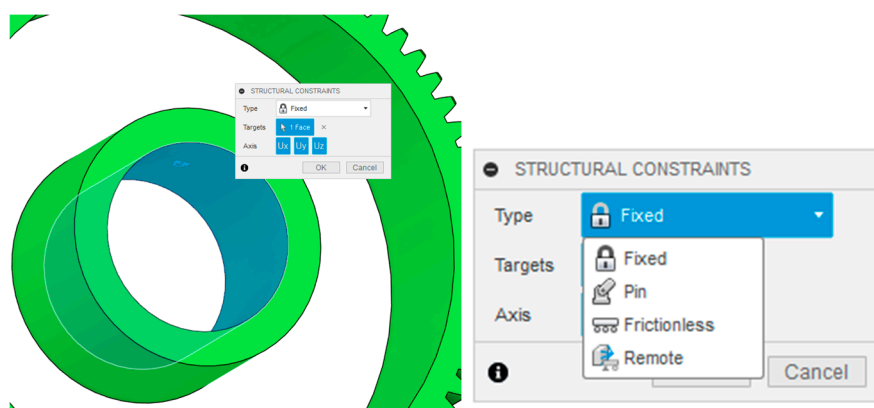 STRUCTURAL CONSTRAINTS
Type Fixed
Targets 1 Face ×
Axis Ux Uy Uz
OK Cancel
STRUCTURAL CONSTRAINTS
Type Fixed
Fixed
Targets
Pin
Axis
Frictionless
Remote
Cancel